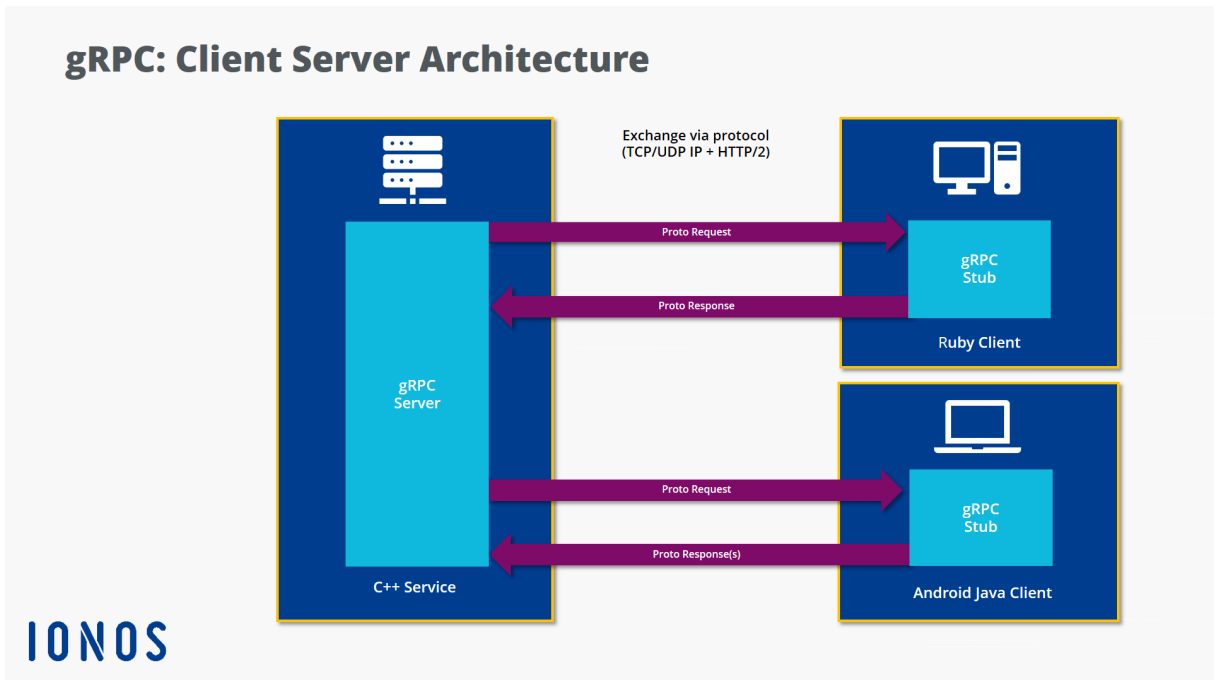 gRPC: Client Server Architecture
Exchange via protocol
(TCP/UDP IP + HTTP/2)
Proto Request
gRPC
Stub
Proto Response
Ruby Client
gRPC
Server
Proto Request
gRPC
Stub
Proto Response(s)
C++ Service
Android Java Client
IONOS